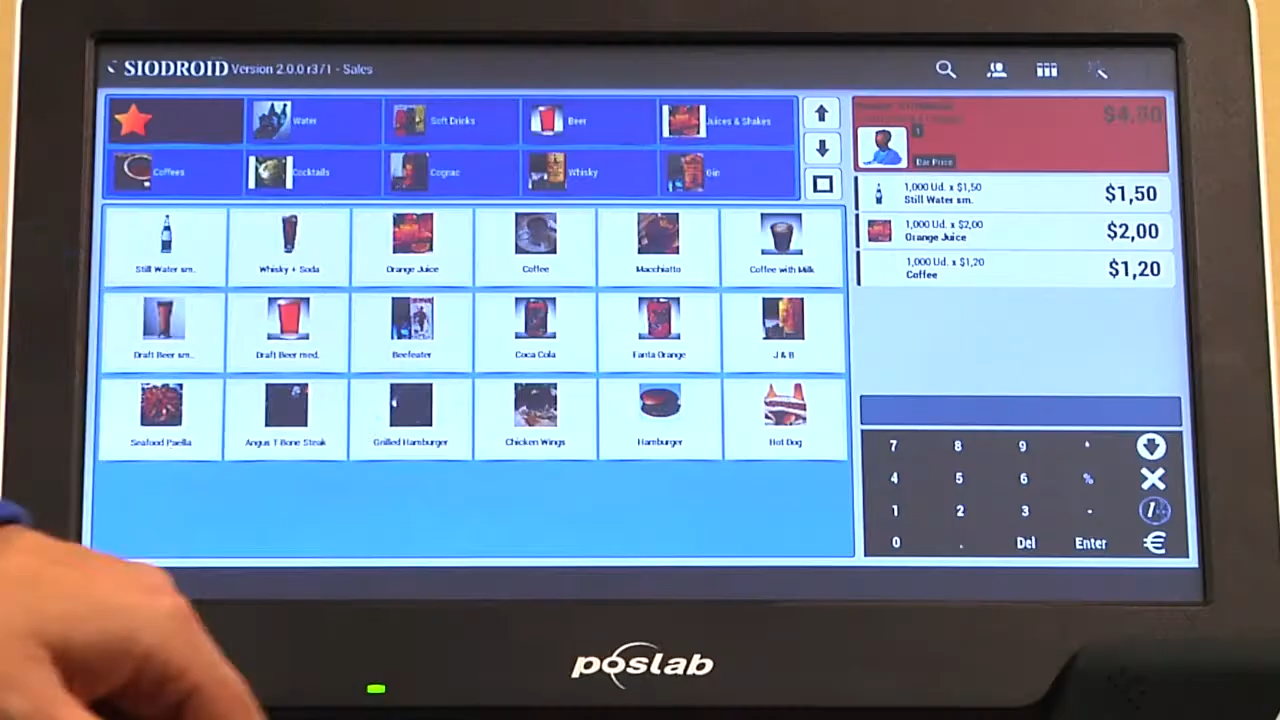 SIODROID Version 2.0.0 r371 - Sales
Water
Soft Drinks
Beer
Juices & Shakes
Coffees
Cocktails
Cognac
Whisky
Gin
$4,80
1
Bar Price
1,000 Ud. x $1,50
Still Water sm.
$1,50
1,000 Ud. x $2,00
Orange Juice
$2,00
1,000 Ud. x $1,20
Coffee
$1,20
Still Water sm.
Whisky + Soda
Orange Juice
Coffee
Macchiatto
Coffee with Milk
Draft Beer sm.
Draft Beer med.
Beefeater
Coca Cola
Fanta Orange
J & B
Seafood Paella
Angus T-Bone Steak
Grilled Hamburger
Chicken Wings
Hamburger
Hot Dog
7 8 9 *
4 5 6 %
1 2 3 -
0 . Del Enter €
poslab